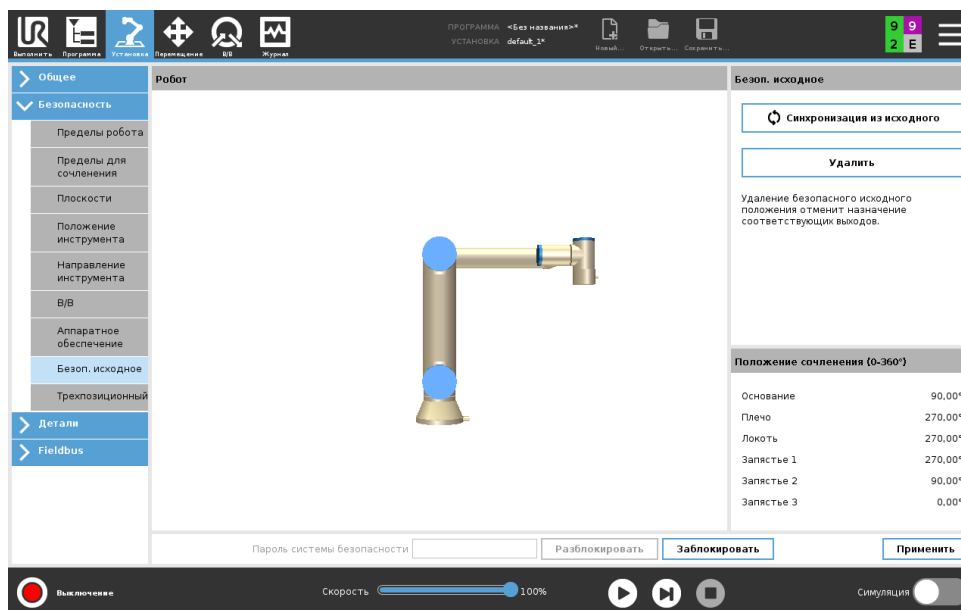 ПРОГРАММА <Без названия>*
УСТАНОВКА default_1*
Выполнить Программа Установка Перемещение В/В Журнал
Новый... Открыть... Сохранить...
9 9
2 E
Общее
Безопасность
Пределы робота
Пределы для
сочленения
Плоскости
Положение
инструмента
Направление
инструмента
В/В
Аппаратное
обеспечение
Безоп. исходное
Трехпозиционный
Детали
Fieldbus
Робот
Безоп. исходное
Синхронизация из исходного
Удалить
Удаление безопасного исходного
положения отменит назначение
соответствующих выходов.
Положение сочленения (0-360°)
Основание 90,00°
Плечо 270,00°
Локоть 270,00°
Запястье 1 270,00°
Запястье 2 90,00°
Запястье 3 0,00°
Пароль системы безопасности Разблокировать Заблокировать Применить
Выключение Скорость 100% Симуляция